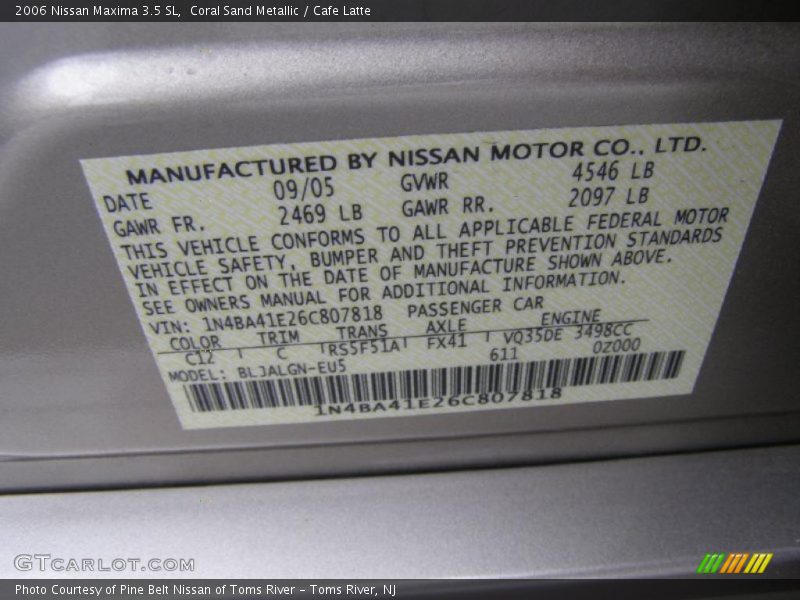 2006 Nissan Maxima 3.5 SL, Coral Sand Metallic / Cafe Latte
MANUFACTURED BY NISSAN MOTOR CO., LTD.
DATE 09/05 GVWR 4546 LB
GAWR FR. 2469 LB GAWR RR. 2097 LB
THIS VEHICLE CONFORMS TO ALL APPLICABLE FEDERAL MOTOR
VEHICLE SAFETY, BUMPER AND THEFT PREVENTION STANDARDS
IN EFFECT ON THE DATE OF MANUFACTURE SHOWN ABOVE.
SEE OWNERS MANUAL FOR ADDITIONAL INFORMATION.
VIN: 1N4BA41E26C807818 PASSENGER CAR
COLOR TRIM TRANS AXLE ENGINE
C12 C RS5F51A FX41 VQ35DE 3498CC
MODEL: BLJALGN-EU5 611 0Z000
1N4BA41E26C807818
GTCARLOT.COM
Photo Courtesy of Pine Belt Nissan of Toms River – Toms River, NJ